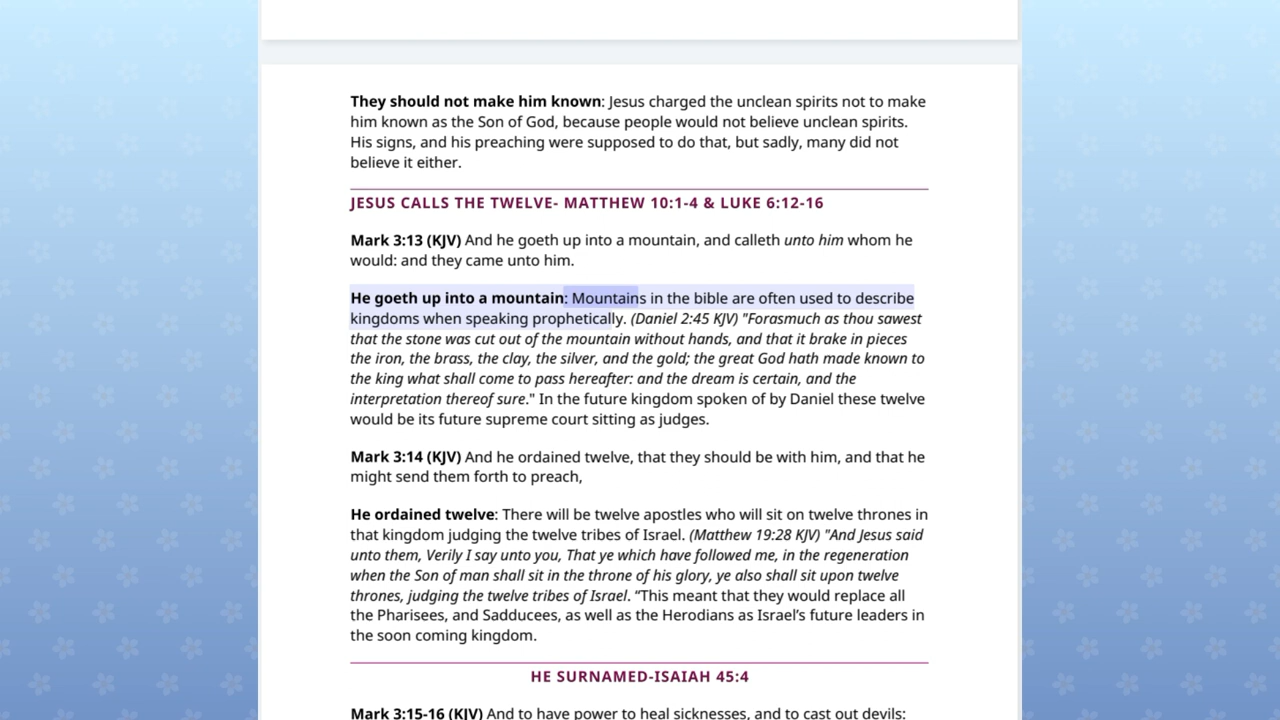 They should not make him known: Jesus charged the unclean spirits not to make
him known as the Son of God, because people would not believe unclean spirits.
His signs, and his preaching were supposed to do that, but sadly, many did not
believe it either.
JESUS CALLS THE TWELVE- MATTHEW 10:1-4 & LUKE 6:12-16
Mark 3:13 (KJV) And he goeth up into a mountain, and calleth unto him whom he
would: and they came unto him.
He goeth up into a mountain: Mountains in the bible are often used to describe
kingdoms when speaking prophetically. (Daniel 2:45 KJV) "Forasmuch as thou sawest
that the stone was cut out of the mountain without hands, and that it brake in pieces
the iron, the brass, the clay, the silver, and the gold; the great God hath made known to
the king what shall come to pass hereafter: and the dream is certain, and the
interpretation thereof sure." In the future kingdom spoken of by Daniel these twelve
would be its future supreme court sitting as judges.
Mark 3:14 (KJV) And he ordained twelve, that they should be with him, and that he
might send them forth to preach,
He ordained twelve: There will be twelve apostles who will sit on twelve thrones in
that kingdom judging the twelve tribes of Israel. (Matthew 19:28 KJV) "And Jesus said
unto them, Verily I say unto you, That ye which have followed me, in the regeneration
when the Son of man shall sit in the throne of his glory, ye also shall sit upon twelve
thrones, judging the twelve tribes of Israel. “This meant that they would replace all
the Pharisees, and Sadducees, as well as the Herodians as Israel’s future leaders in
the soon coming kingdom.
HE SURNAMED-ISAIAH 45:4
Mark 3:15-16 (KJV) And to have power to heal sicknesses, and to cast out devils: